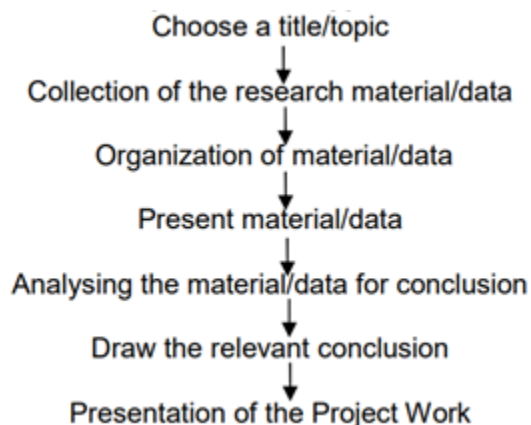 Choose a title/topic
Collection of the research material/data
Organization of material/data
Present material/data
Analysing the material/data for conclusion
Draw the relevant conclusion
Presentation of the Project Work